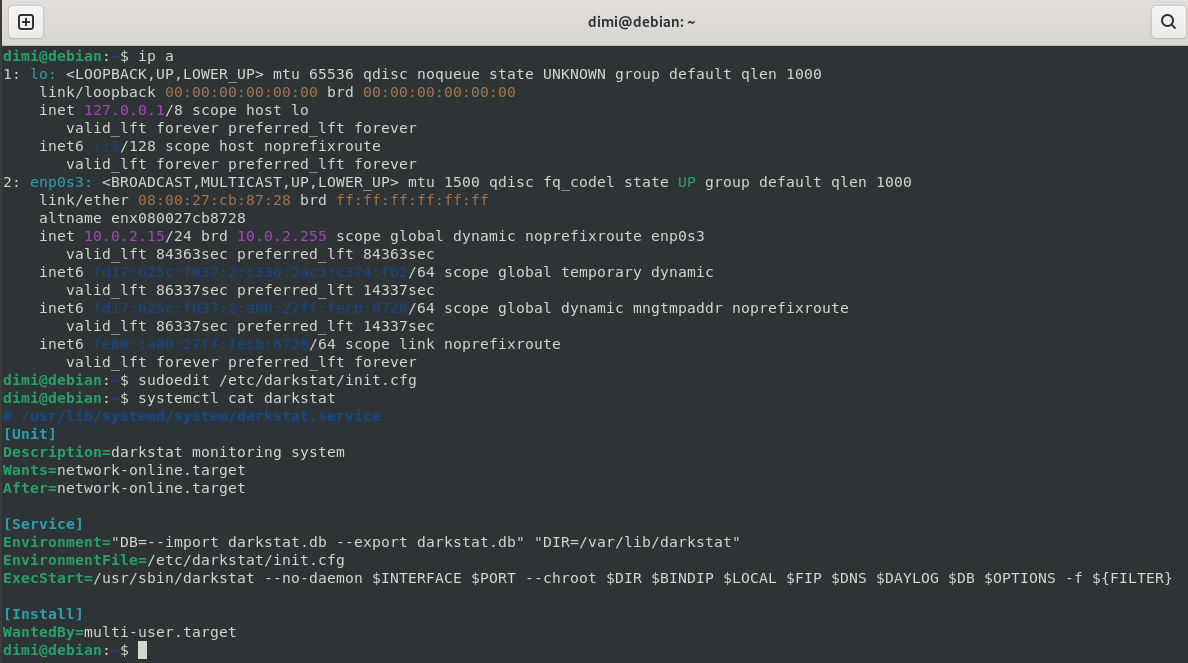 dimi@debian: ~
dimi@debian:~$ ip a
1: lo: <LOOPBACK,UP,LOWER_UP> mtu 65536 qdisc noqueue state UNKNOWN group default qlen 1000
    link/loopback 00:00:00:00:00:00 brd 00:00:00:00:00:00
    inet 127.0.0.1/8 scope host lo
       valid_lft forever preferred_lft forever
    inet6 ::1/128 scope host noprefixroute
       valid_lft forever preferred_lft forever
2: enp0s3: <BROADCAST,MULTICAST,UP,LOWER_UP> mtu 1500 qdisc fq_codel state UP group default qlen 1000
    link/ether 08:00:27:cb:87:28 brd ff:ff:ff:ff:ff:ff
    altname enx080027cb8728
    inet 10.0.2.15/24 brd 10.0.2.255 scope global dynamic noprefixroute enp0s3
       valid_lft 84363sec preferred_lft 84363sec
    inet6 fd17:625c:f037:2:c330:2ac3:c374:fb2/64 scope global temporary dynamic
       valid_lft 86337sec preferred_lft 14337sec
    inet6 fd17:625c:f037:2:a00:27ff:fecb:8728/64 scope global dynamic mngtmpaddr noprefixroute
       valid_lft 86337sec preferred_lft 14337sec
    inet6 fe80::a00:27ff:fecb:8728/64 scope link noprefixroute
       valid_lft forever preferred_lft forever
dimi@debian:~$ sudoedit /etc/darkstat/init.cfg
dimi@debian:~$ systemctl cat darkstat
# /usr/lib/systemd/system/darkstat.service
[Unit]
Description=darkstat monitoring system
Wants=network-online.target
After=network-online.target

[Service]
Environment="DB=--import darkstat.db --export darkstat.db" "DIR=/var/lib/darkstat"
EnvironmentFile=/etc/darkstat/init.cfg
ExecStart=/usr/sbin/darkstat --no-daemon $INTERFACE $PORT --chroot $DIR $BINDIP $LOCAL $FIP $DNS $DAYLOG $DB $OPTIONS -f ${FILTER}

[Install]
WantedBy=multi-user.target
dimi@debian:~$